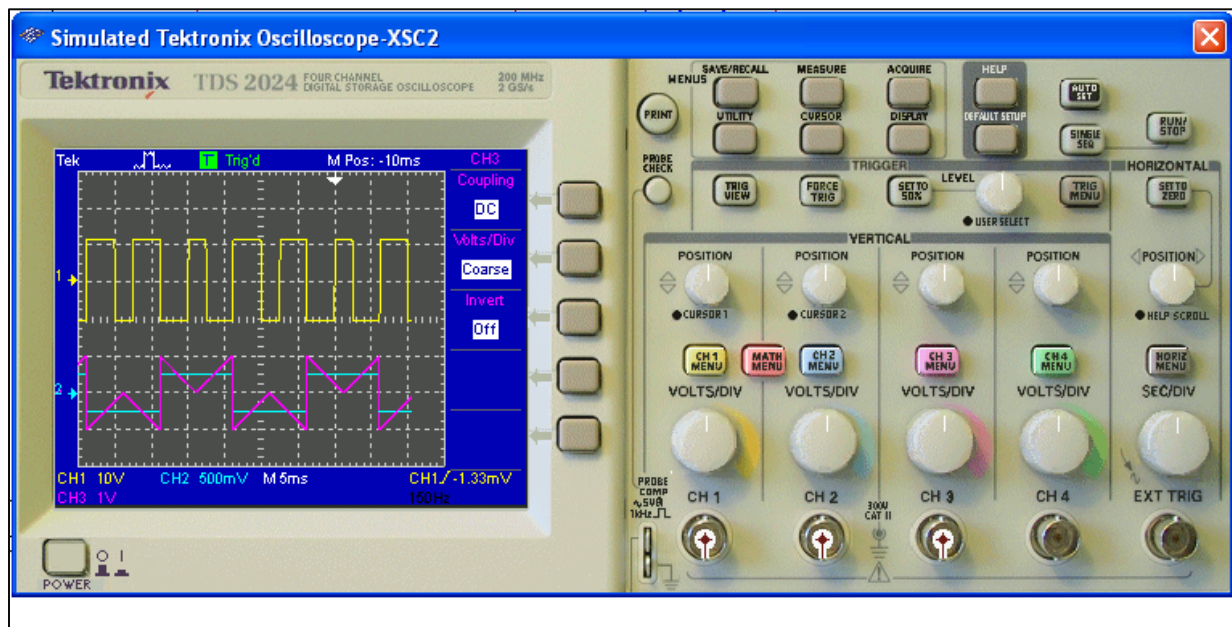 Simulated Tektronix Oscilloscope-XSC2
Tektronix TDS 2024 FOUR CHANNEL DIGITAL STORAGE OSCILLOSCOPE 200 MHz 2 GS/s
Tek T Trig'd M Pos: -10ms CH3
Coupling
DC
Volts/Div
Coarse
Invert
Off
1
2
CH1 10V CH2 500mV M 5ms CH1 -1.33mV
CH3 1V 150Hz
POWER
MENUS
SAVE/RECALL MEASURE ACQUIRE HELP
PRINT
UTILITY CURSOR DISPLAY DEFAULT SETUP
AUTO SET
SINGLE SEQ
RUN/STOP
PROBE CHECK
TRIGGER
TRIG VIEW
FORCE TRIG
SET TO 50%
LEVEL
USER SELECT
TRIG MENU
HORIZONTAL
SET TO ZERO
VERTICAL
POSITION POSITION POSITION POSITION POSITION
CURSOR 1 CURSOR 2 HELP SCROLL
CH 1 MENU
MATH MENU
CH 2 MENU
CH 3 MENU
CH4 MENU
HORIZ MENU
VOLTS/DIV VOLTS/DIV VOLTS/DIV VOLTS/DIV SEC/DIV
PROBE COMP
~5V@
1kHz
CH 1 CH 2 CH 3 CH 4 EXT TRIG
300V
CAT II